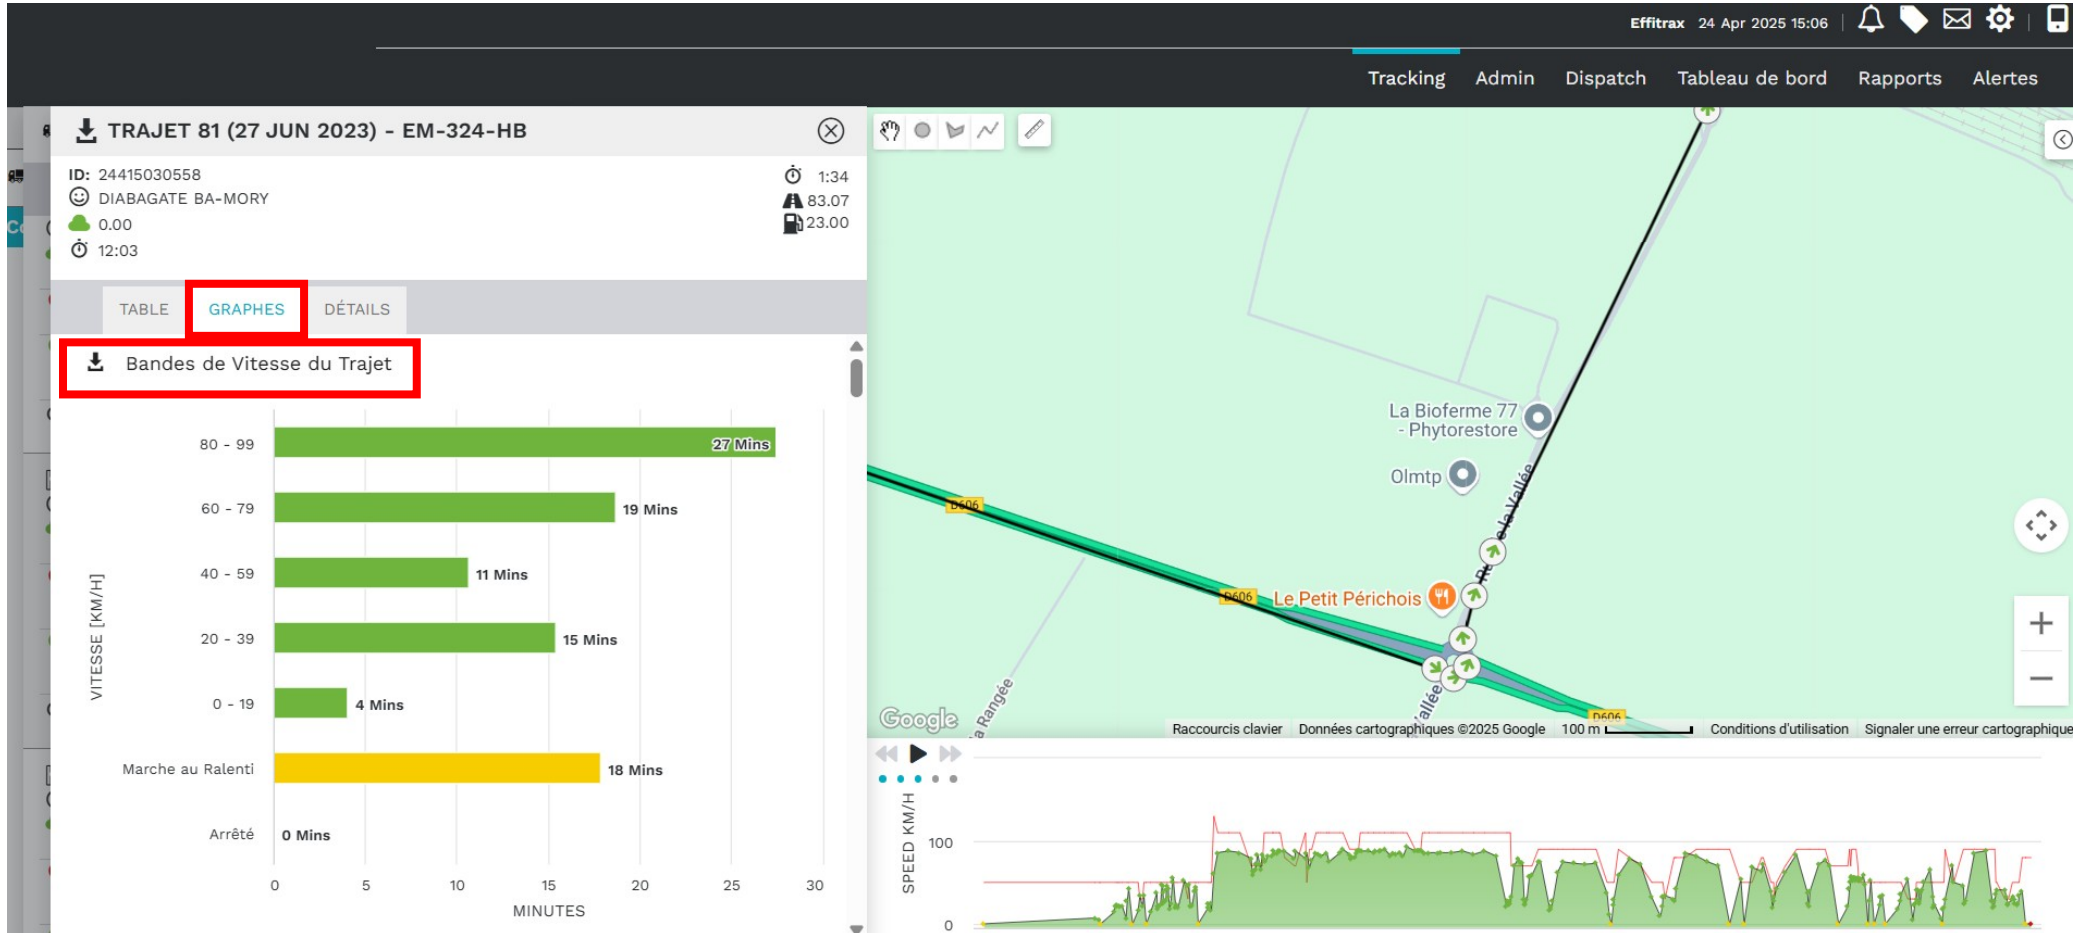 Effitrax 24 Apr 2025 15:06
Tracking Admin Dispatch Tableau de bord Rapports Alertes
TRAJET 81 (27 JUN 2023) - EM-324-HB
ID: 24415030558
1:34
DIABAGATE BA-MORY
83.07
0.00
23.00
12:03
TABLE GRAPHES DÉTAILS
Bandes de Vitesse du Trajet
VITESSE [KM/H]
80 - 99 27 Mins
60 - 79 19 Mins
40 - 59 11 Mins
20 - 39 15 Mins
0 - 19 4 Mins
Marche au Ralenti 18 Mins
Arrêté 0 Mins
0 5 10 15 20 25 30
MINUTES
La Bioferme 77
- Phytorestore
Olmtp
D606
D606
Le Petit Périchois
D606
Google
Raccourcis clavier Données cartographiques ©2025 Google 100 m Conditions d'utilisation Signaler une erreur cartographique
SPEED KM/H
100
0